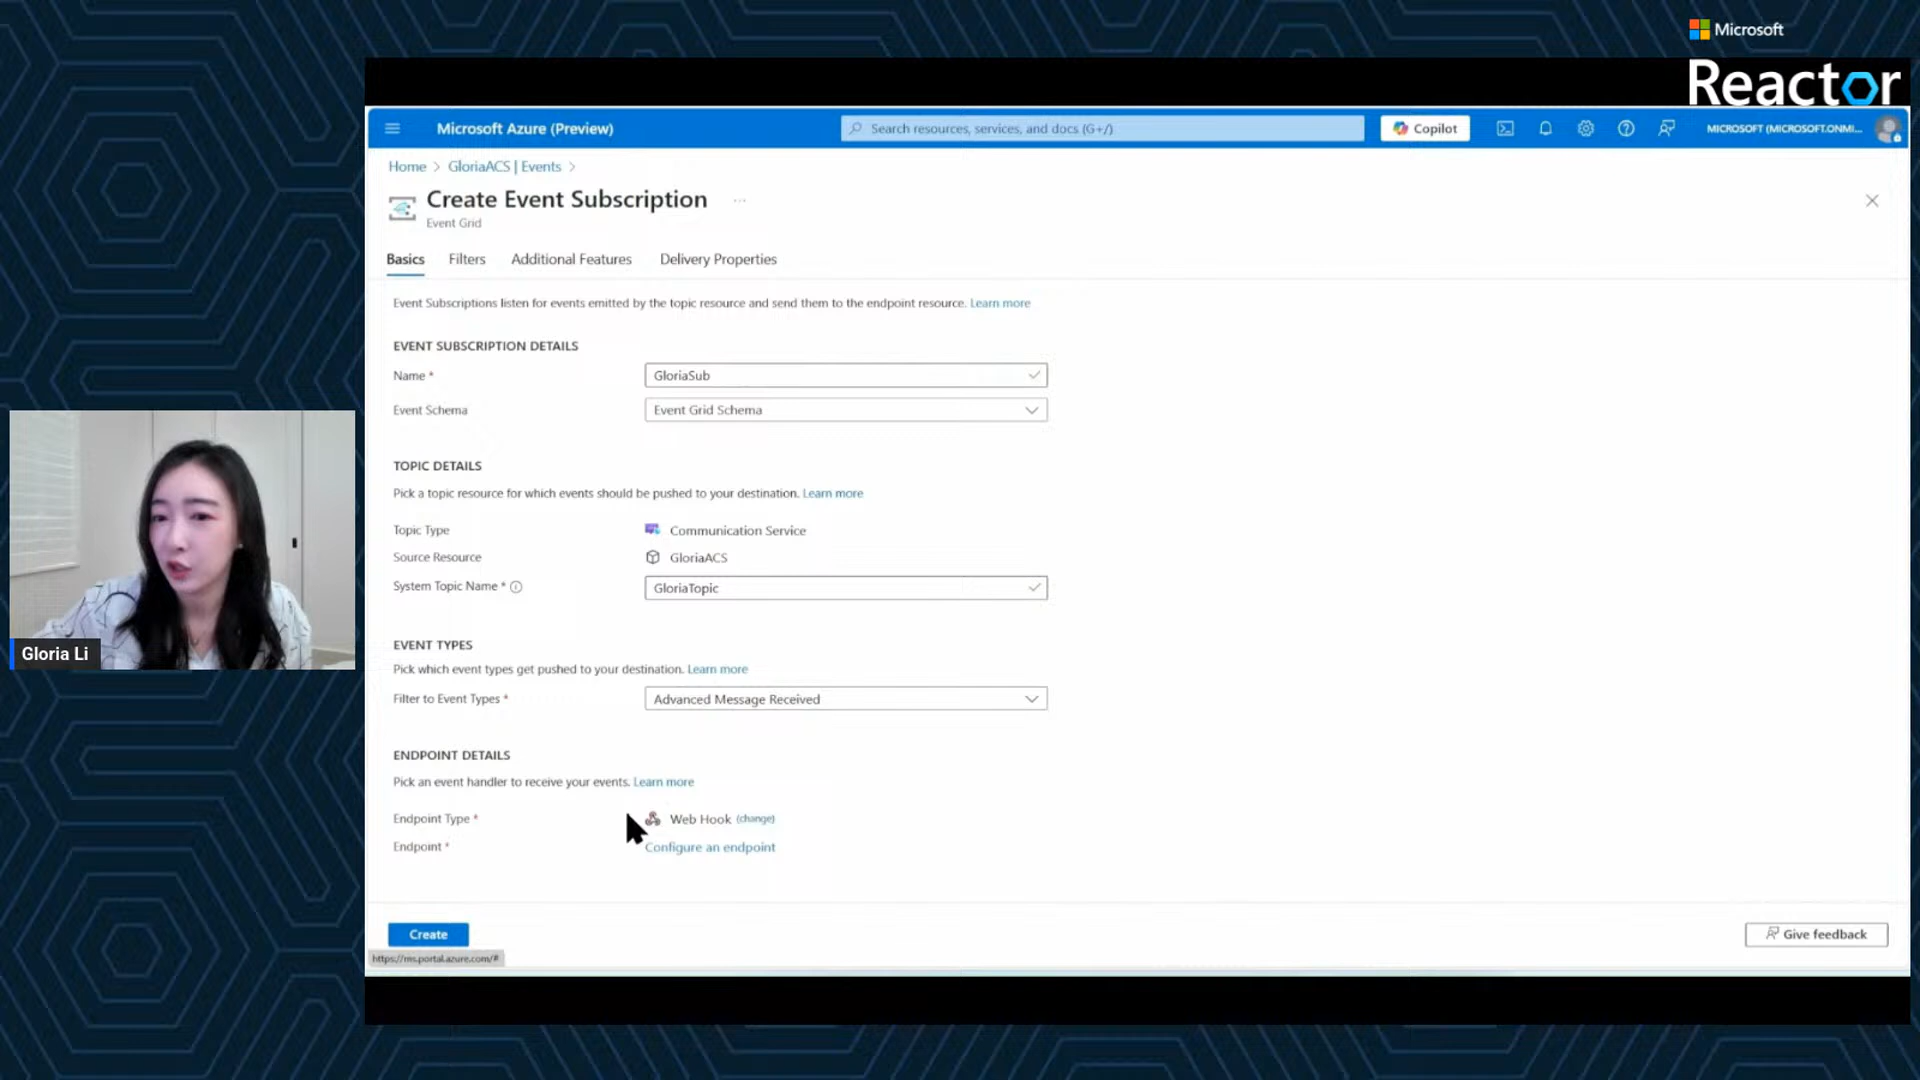 Microsoft
Reactor
Microsoft Azure (Preview)
Search resources, services, and docs (G+/)
Copilot
MICROSOFT (MICROSOFT.ONMI...
Home > GloriaACS | Events >
Create Event Subscription ...
Event Grid
Basics Filters Additional Features Delivery Properties
Event Subscriptions listen for events emitted by the topic resource and send them to the endpoint resource. Learn more
EVENT SUBSCRIPTION DETAILS
Name * GloriaSub
Event Schema Event Grid Schema
TOPIC DETAILS
Pick a topic resource for which events should be pushed to your destination. Learn more
Topic Type Communication Service
Source Resource GloriaACS
System Topic Name * GloriaTopic
EVENT TYPES
Pick which event types get pushed to your destination. Learn more
Filter to Event Types * Advanced Message Received
ENDPOINT DETAILS
Pick an event handler to receive your events. Learn more
Endpoint Type * Web Hook (change)
Endpoint * Configure an endpoint
Create
Give feedback
https://ms.portal.azure.com/#
Gloria Li